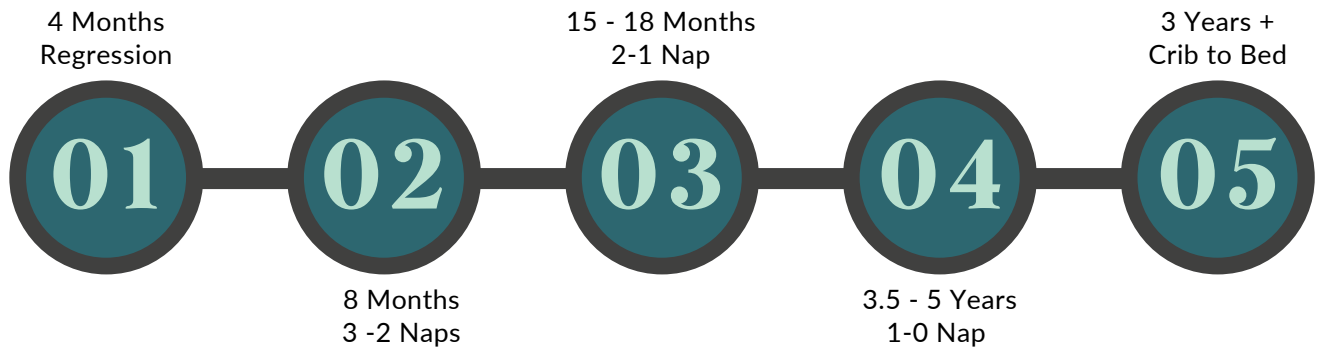 4 Months
Regression
15 - 18 Months
2-1 Nap
3 Years +
Crib to Bed
01
02
03
04
05
8 Months
3 -2 Naps
3.5 - 5 Years
1-0 Nap